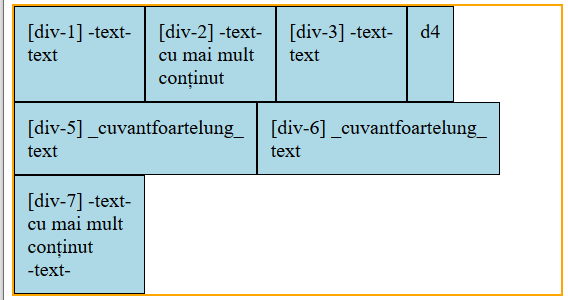 [div-1] -text-
text
[div-2] -text-
cu mai mult
conținut
[div-3] -text-
text
d4
[div-5] _cuvantfoartelung_
text
[div-6] _cuvantfoartelung_
text
[div-7] -text-
cu mai mult
conținut
-text-